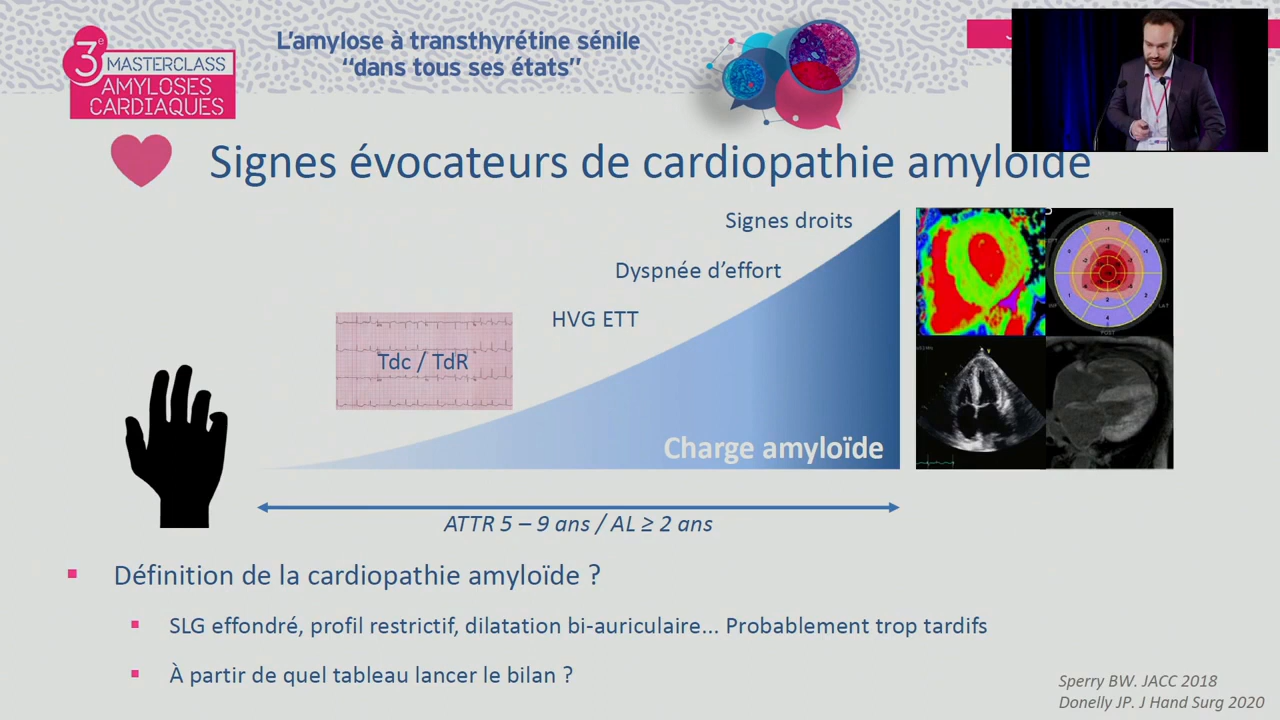 3e MASTERCLASS
AMYLOSES
CARDIAQUES
L'amylose à transthyrétine sénile
“dans tous ses états”
Signes évocateurs de cardiopathie amyloïde
Signes droits
Dyspnée d'effort
HVG ETT
Tdc / TdR
Charge amyloïde
ATTR 5 – 9 ans / AL ≥ 2 ans
Définition de la cardiopathie amyloïde ?
SLG effondré, profil restrictif, dilatation bi-auriculaire... Probablement trop tardifs
À partir de quel tableau lancer le bilan ?
Sperry BW. JACC 2018
Donelly JP. J Hand Surg 2020